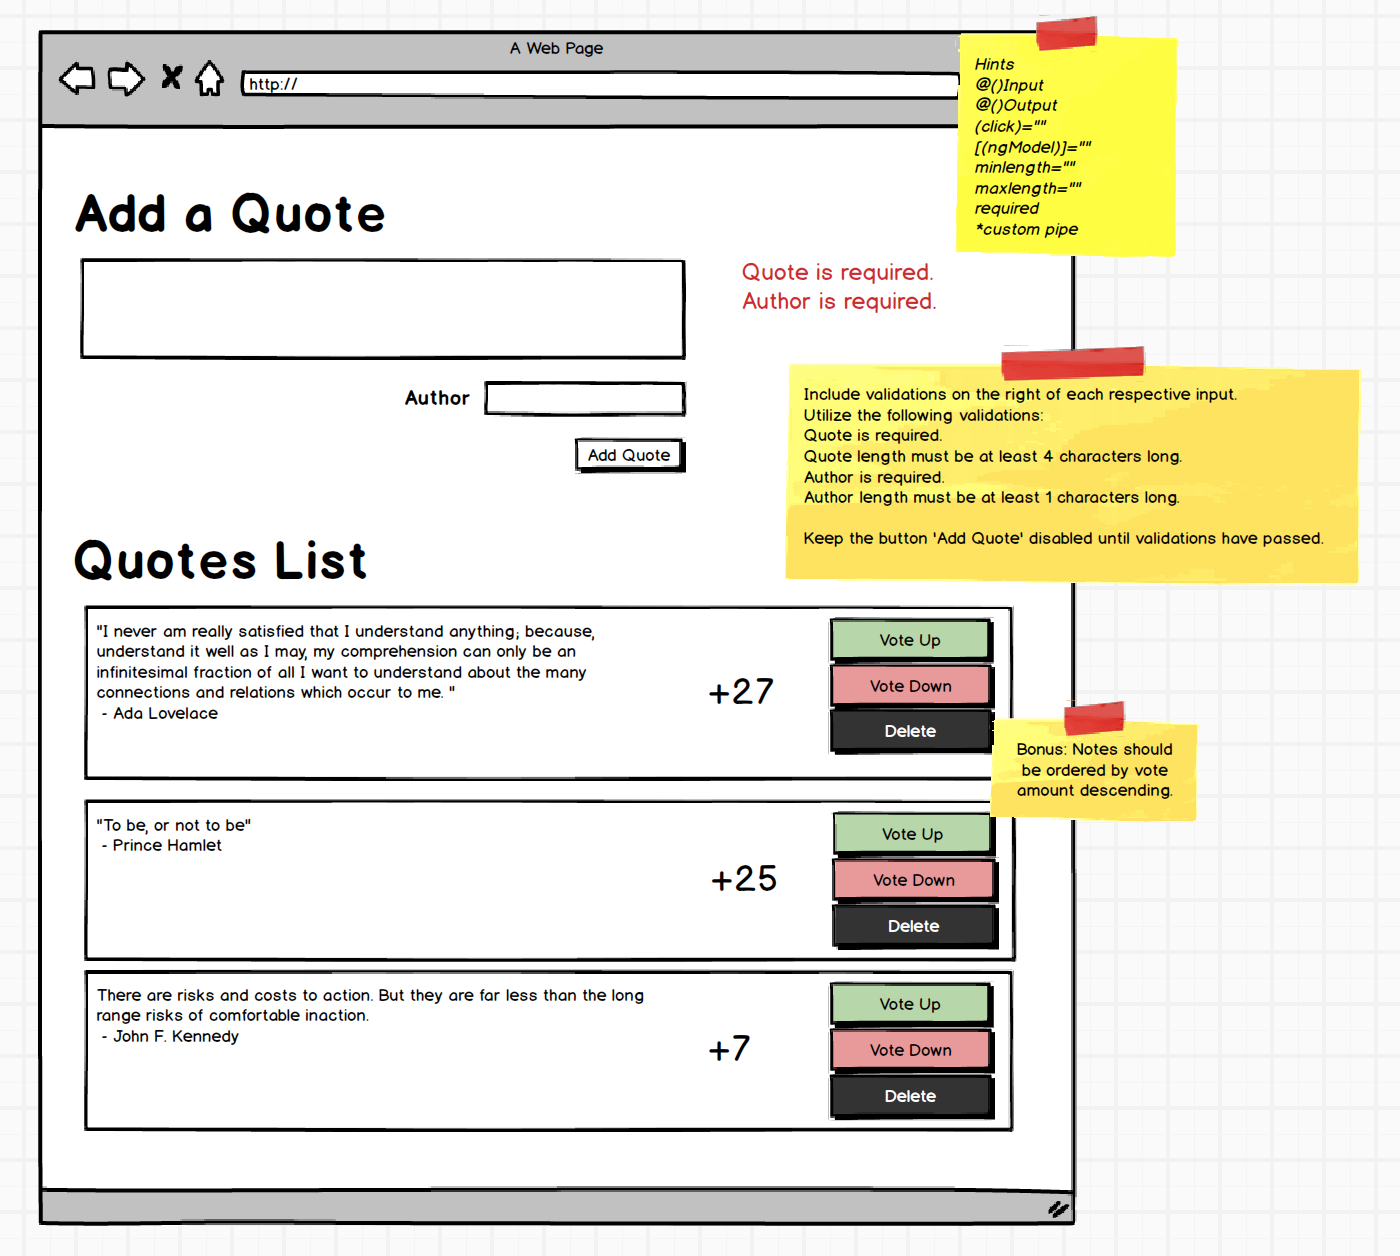 A Web Page
http://
Hints
@()Input
@()Output
(click)=""
[(ngModel)]=""
minlength=""
maxlength=""
required
*custom pipe
Add a Quote
Quote is required.
Author is required.
Author
Add Quote
Include validations on the right of each respective input.
Utilize the following validations:
Quote is required.
Quote length must be at least 4 characters long.
Author is required.
Author length must be at least 1 characters long.
Keep the button 'Add Quote' disabled until validations have passed.
Quotes List
"I never am really satisfied that I understand anything; because,
understand it well as I may, my comprehension can only be an
infinitesimal fraction of all I want to understand about the many
connections and relations which occur to me. "
- Ada Lovelace
+27
Vote Up
Vote Down
Delete
Bonus: Notes should
be ordered by vote
amount descending.
"To be, or not to be"
- Prince Hamlet
+25
Vote Up
Vote Down
Delete
There are risks and costs to action. But they are far less than the long
range risks of comfortable inaction.
- John F. Kennedy
+7
Vote Up
Vote Down
Delete